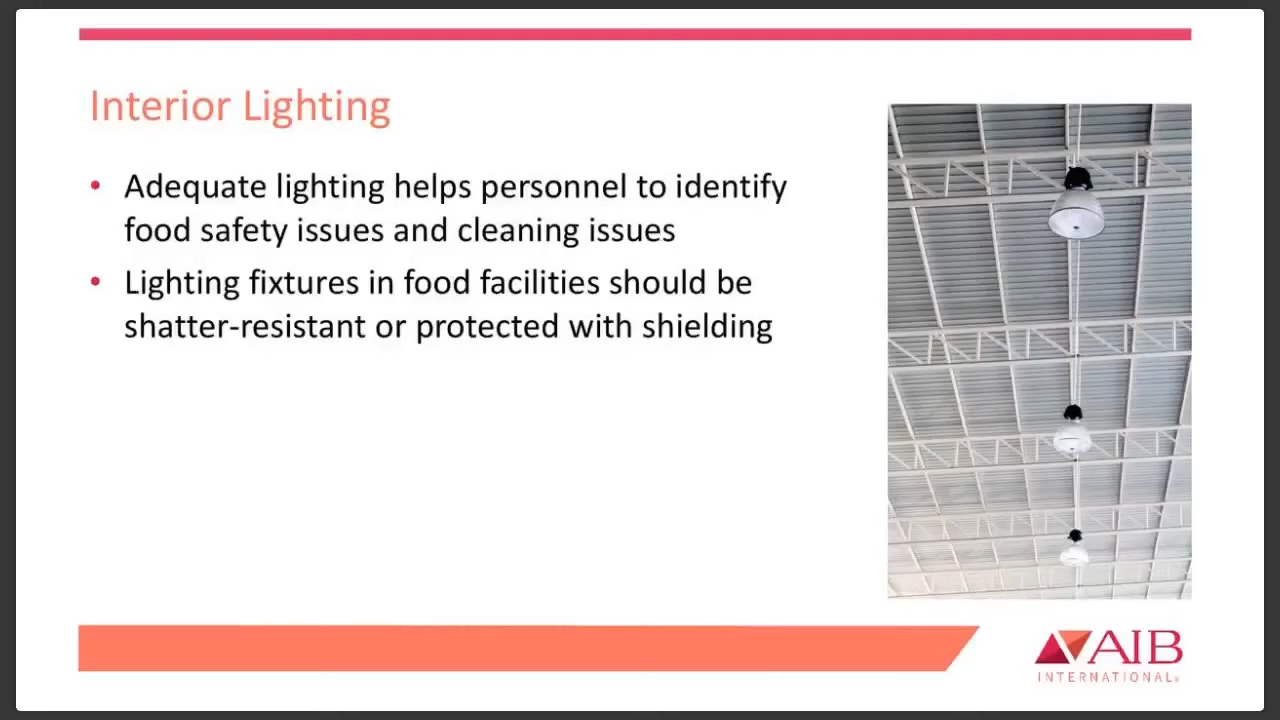 Interior Lighting
• Adequate lighting helps personnel to identify
food safety issues and cleaning issues
• Lighting fixtures in food facilities should be
shatter-resistant or protected with shielding
AIB
INTERNATIONAL®